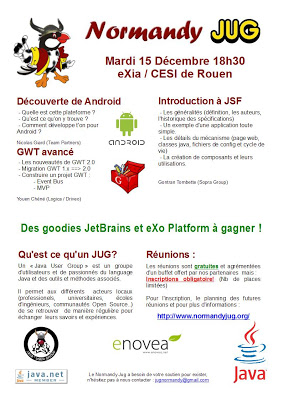 Normandy JUG
Mardi 15 Décembre 18h30
eXia / CESI de Rouen
Découverte de Android
- Quelle est cette plateforme ?
- Qu'est ce qu'on y trouve ?
- Comment développe t'on pour
Android ?
Nicolas Gaed (Team Partners)
ANDROID
GWT avancé
- Les nouveautés de GWT 2.0
- Migration GWT 1.x ==> 2.0
- Construire un projet GWT :
- Event Bus
- MVP
Youen Chéné (Logica / Driver)
Introduction à JSF
- Les généralités (définition, les auteurs,
l'historique des spécifications)
- Un exemple d'une application toute
simple.
- Les détails du mécanisme (page web,
classes java, fichiers de config et cycle de
vie)
- La création de composants et leurs
utilisations.
Gontran Tombette (Sopra Group)
Des goodies JetBrains et eXo Platform à gagner !
Qu'est ce qu'un JUG?
Un « Java User Group » est un groupe
d'utilisateurs et de passionnés du language
Java et des outils et méthodes associés.
Il permet aux différents acteurs locaux
(professionels, universitaires, écoles
d'ingénieurs, communautés Open Source..)
de se retrouver de manière régulière pour
échanger leurs savoirs et expériences.
Réunions :
Les réunions sont gratuites et agrémentées
d'un buffet offert par nos partenaires mais..
Inscriptions obligatoire! (Nb de places
limitées)
Pour l'inscription, le planning des futures
réunions et pour plus d'informations :
http://www.normandyjug.org/
enovea
www.enovea.net
java.net
MEMBER
Le Normandy Jug a besoin de votre soutien pour exister,
n'hésitez pas à nous contacter : jugnormandy@gmail.com
Java